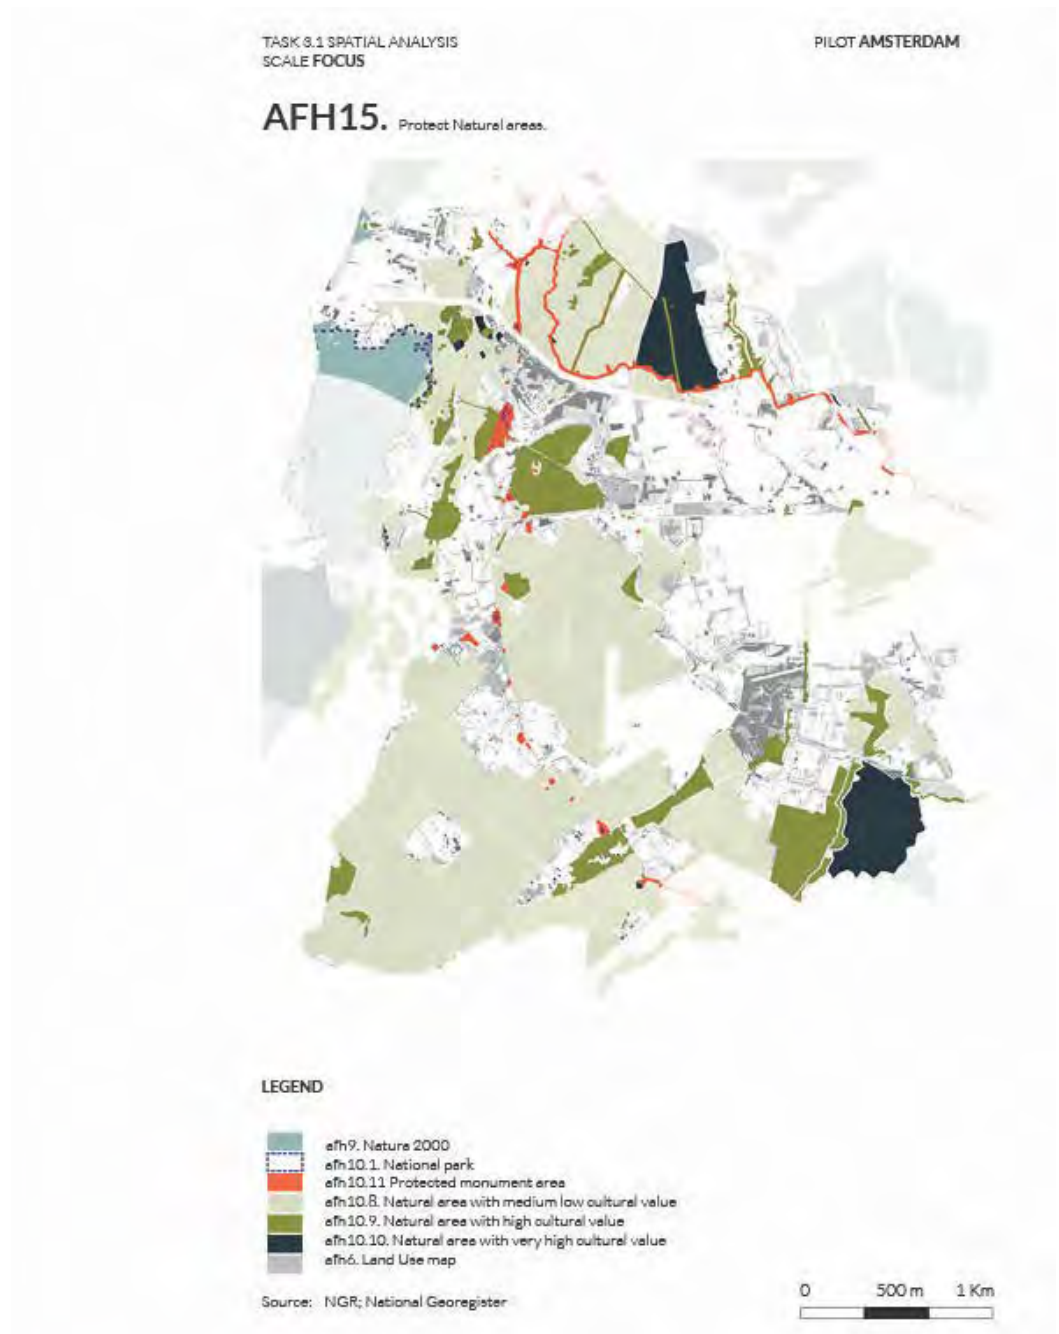 TASK 3.1 SPATIAL ANALYSIS
SCALE FOCUS
PILOT AMSTERDAM
AFH15. Protect Natural areas.
LEGEND
afh9. Natura 2000
afh10.1. National park
afh10.11 Protected monument area
afh10.8. Natural area with medium low cultural value
afh10.9. Natural area with high cultural value
afh10.10. Natural area with very high cultural value
afh6. Land Use map
Source: NGR; National Georegister
0 500 m 1 Km